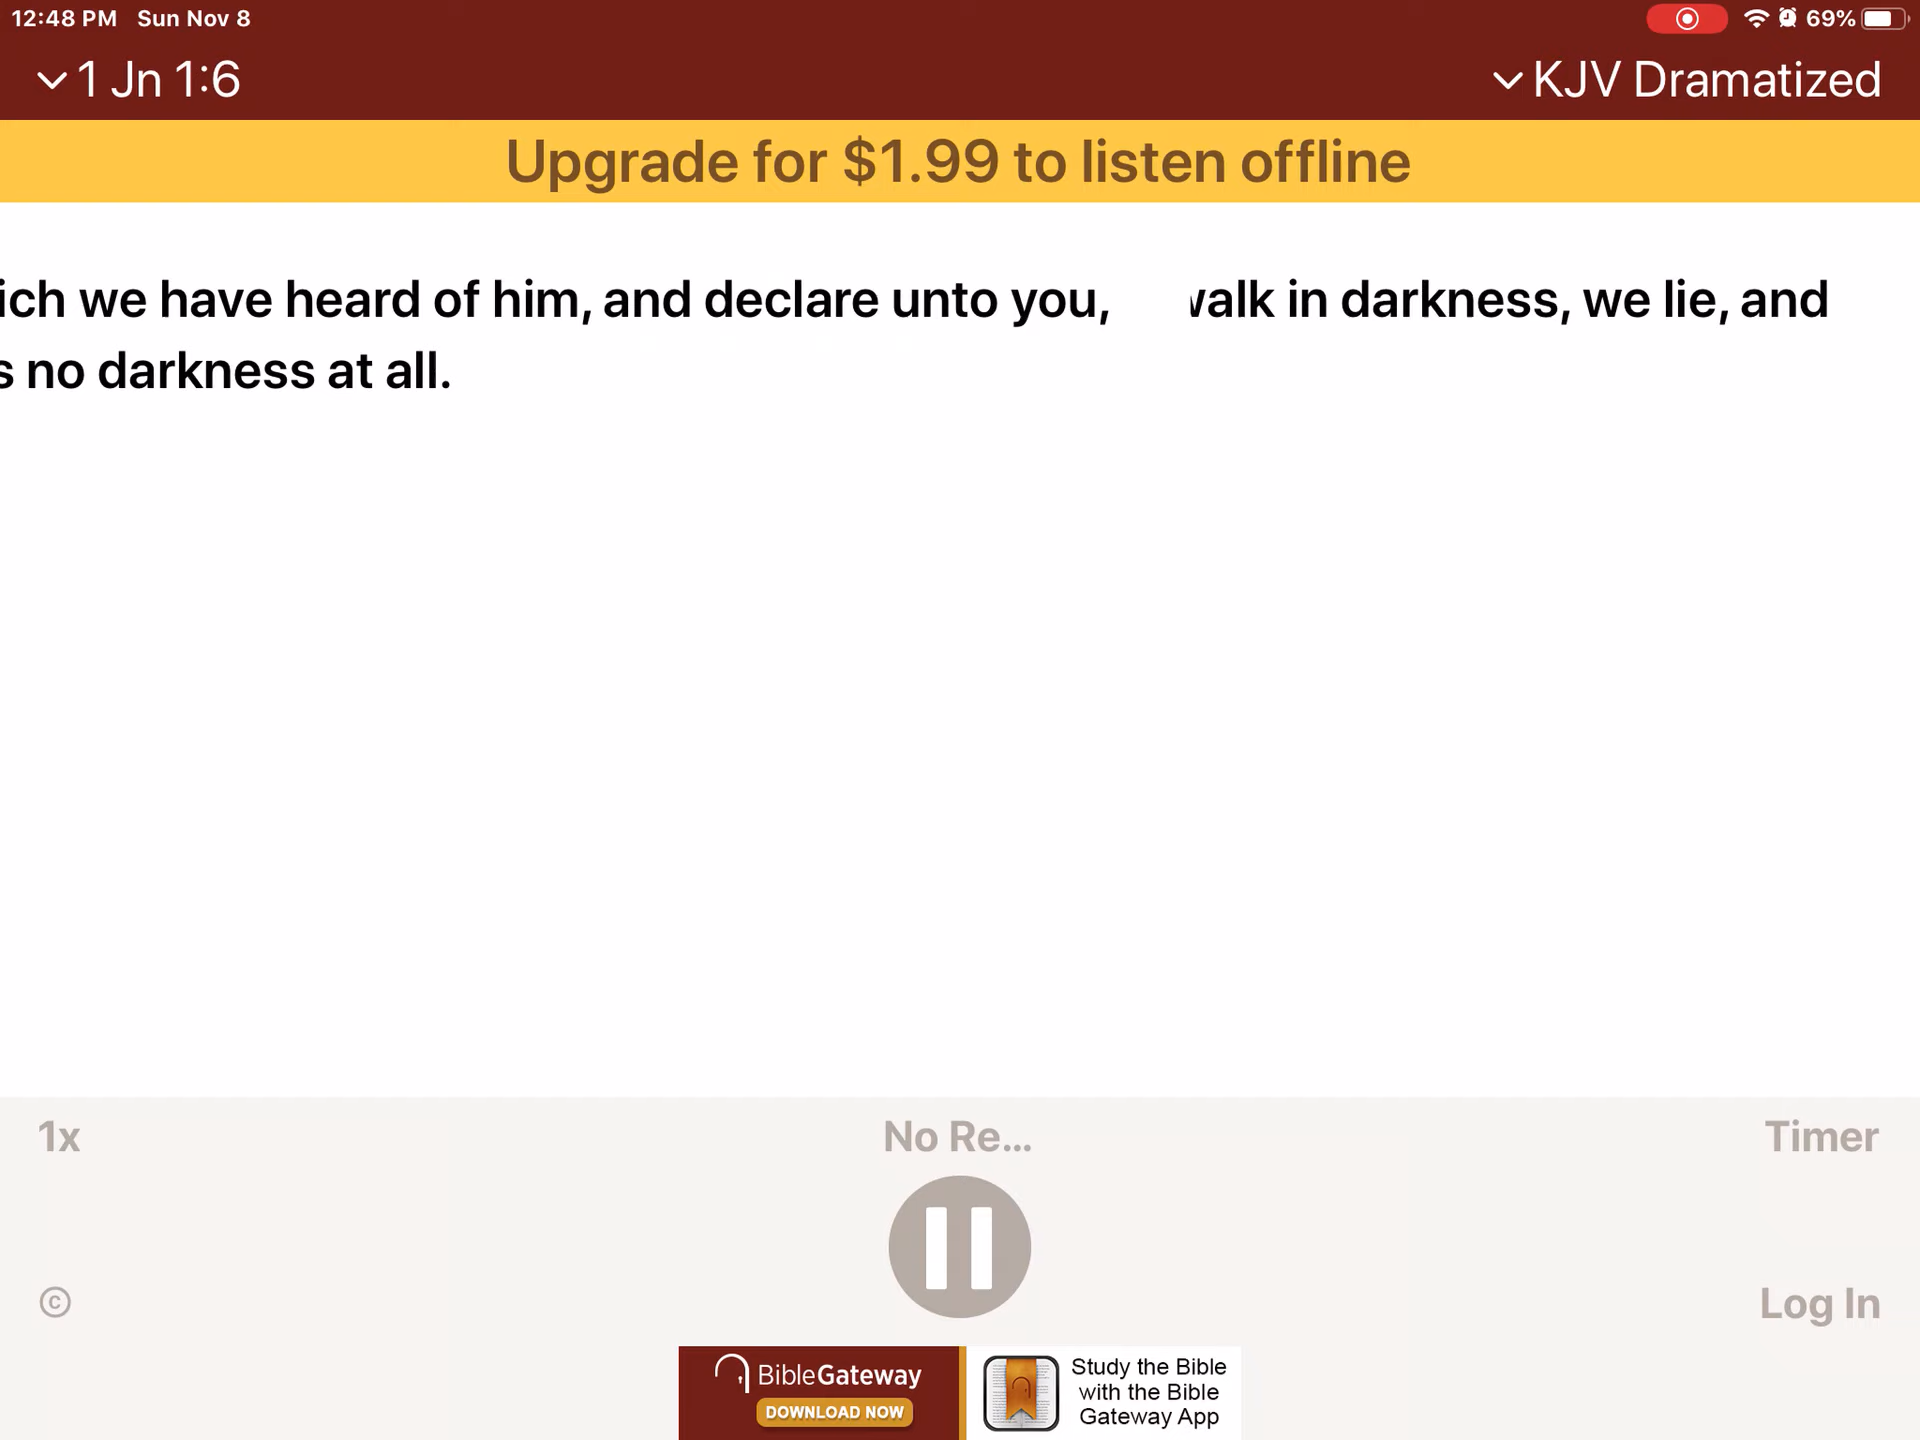 12:48 PM Sun Nov 8
69%
1 Jn 1:6
KJV Dramatized
Upgrade for $1.99 to listen offline
ich we have heard of him, and declare unto you,
s no darkness at all.
alk in darkness, we lie, and
1x
No Re...
Timer
©
Log In
BibleGateway
DOWNLOAD NOW
Study the Bible
with the Bible
Gateway App